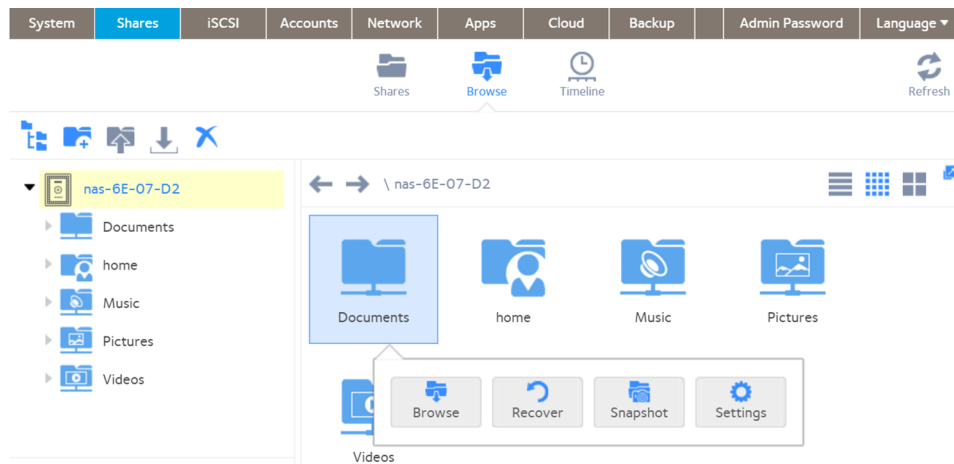 System Shares iSCSI Accounts Network Apps Cloud Backup Admin Password Language
Shares Browse Timeline Refresh
nas-6E-07-D2
\ nas-6E-07-D2
Documents
home
Music
Pictures
Videos
Documents home Music Pictures
Browse Recover Snapshot Settings
Videos